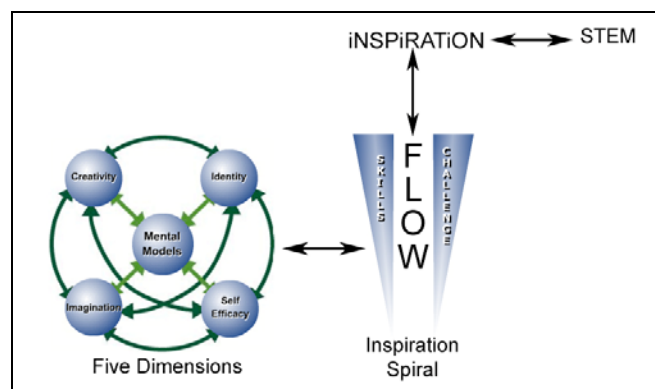 iNSPiRATiON
STEM
Creativity
Identity
Mental
Models
Imagination
Self
Efficacy
Five Dimensions
SKILLS
FLOW
CHALLENGE
Inspiration
Spiral